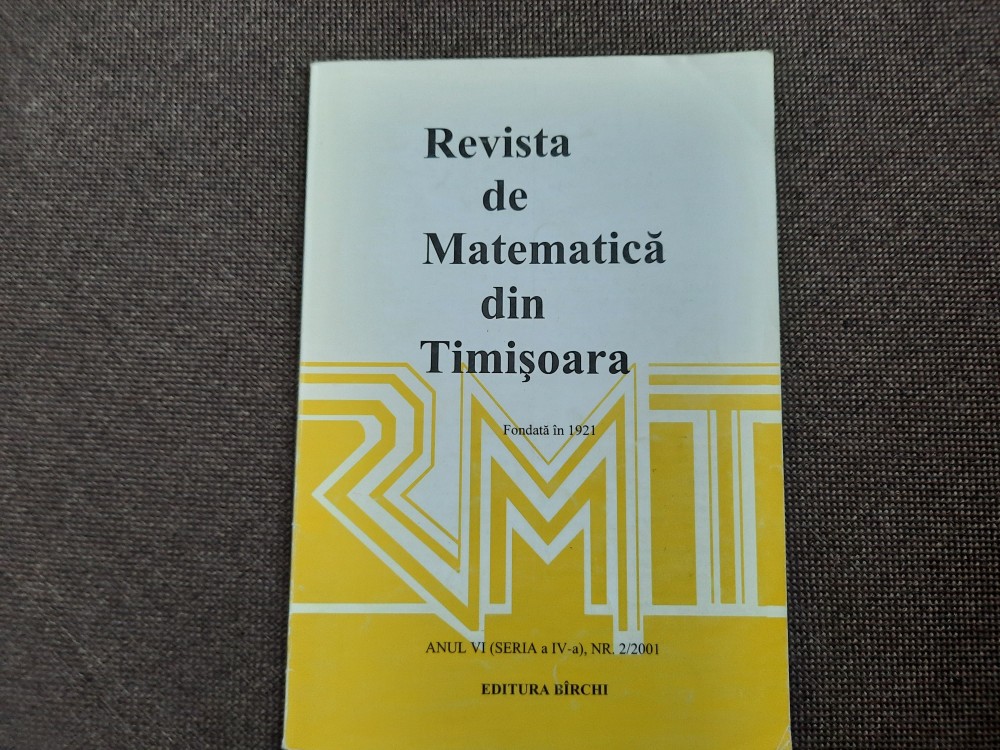 Revista
de
Matematică
din
Timişoara
Fondată în 1921
RMT
ANUL VI (SERIA a IV-a), NR. 2/2001
EDITURA BÎRCHI